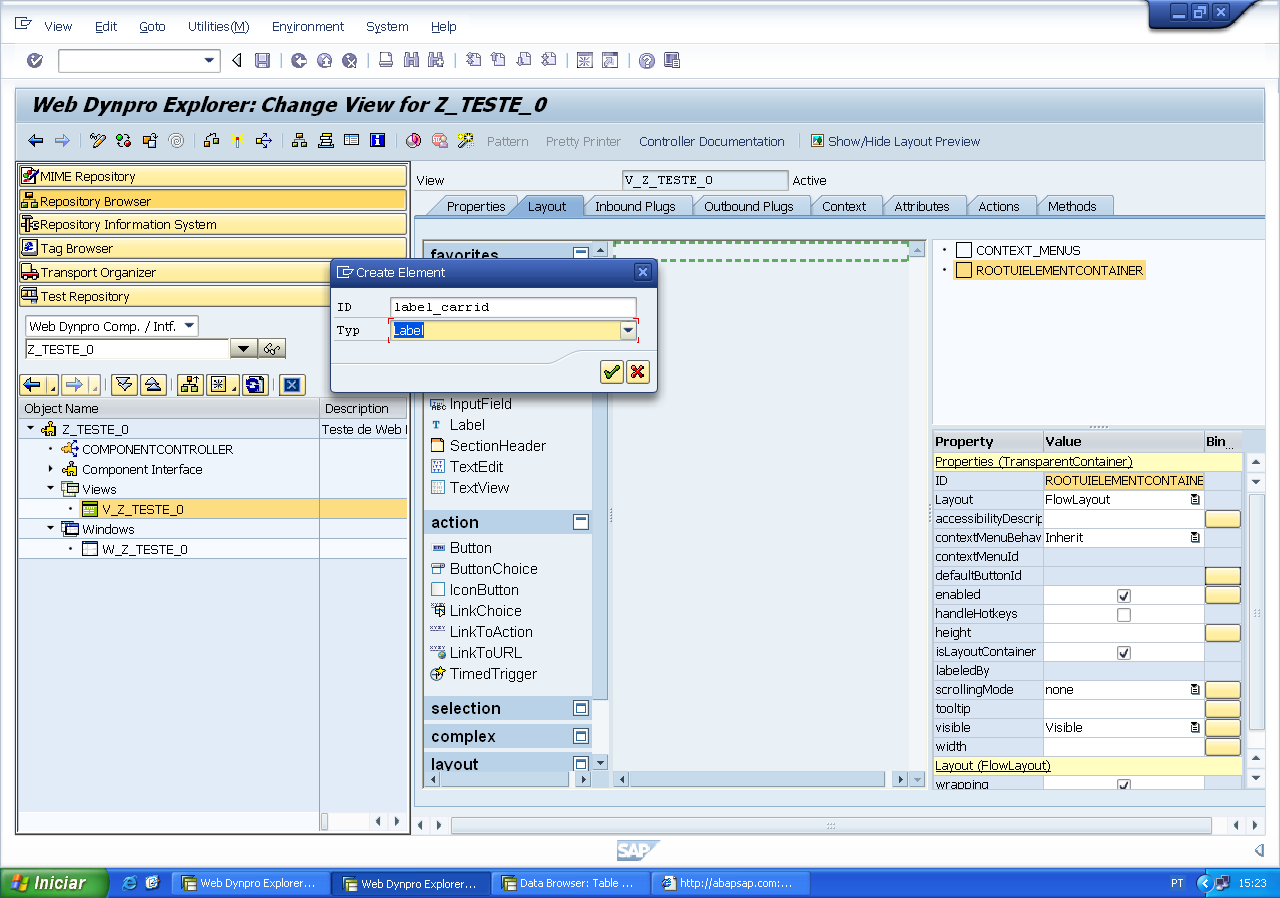 View Edit Goto Utilities(M) Environment System Help
Web Dynpro Explorer: Change View for Z_TESTE_0
Pattern Pretty Printer Controller Documentation Show/Hide Layout Preview
MIME Repository
Repository Browser
Repository Information System
Tag Browser
Transport Organizer
Test Repository
Web Dynpro Comp. / Intf.
Z_TESTE_0
Object Name Description
Z_TESTE_0 Teste de Web
COMPONENTCONTROLLER
Component Interface
Views
V_Z_TESTE_0
Windows
W_Z_TESTE_0
View V_Z_TESTE_0 Active
Properties Layout Inbound Plugs Outbound Plugs Context Attributes Actions Methods
favorites
Create Element
ID label_carrid
Typ Label
InputField
Label
SectionHeader
TextEdit
TextView
action
Button
ButtonChoice
IconButton
LinkChoice
LinkToAction
LinkToURL
TimedTrigger
selection
complex
layout
CONTEXT_MENUS
ROOTUIELEMENTCONTAINER
Property Value Bin...
Properties (TransparentContainer)
ID ROOTUIELEMENTCONTAINE
Layout FlowLayout
accessibilityDescrip
contextMenuBehav Inherit
contextMenuId
defaultButtonId
enabled
handleHotkeys
height
isLayoutContainer
labeledBy
scrollingMode none
tooltip
visible Visible
width
Layout (FlowLayout)
wrapping
SAP
Iniciar Web Dynpro Explorer... Web Dynpro Explorer... Data Browser: Table ... http://abapsap.com:... PT 15:23